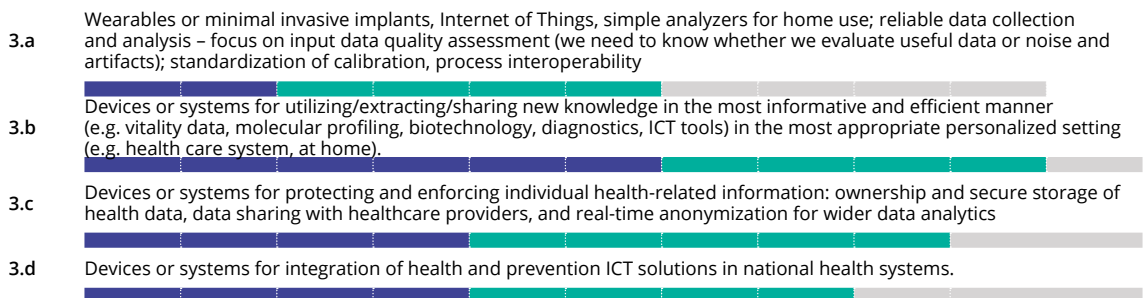 Wearables or minimal invasive implants, Internet of Things, simple analyzers for home use; reliable data collection
3.a and analysis – focus on input data quality assessment (we need to know whether we evaluate useful data or noise and
artifacts); standardization of calibration, process interoperability
Devices or systems for utilizing/extracting/sharing new knowledge in the most informative and efficient manner
3.b (e.g. vitality data, molecular profiling, biotechnology, diagnostics, ICT tools) in the most appropriate personalized setting
(e.g. health care system, at home).
3.c Devices or systems for protecting and enforcing individual health-related information: ownership and secure storage of
health data, data sharing with healthcare providers, and real-time anonymization for wider data analytics
3.d Devices or systems for integration of health and prevention ICT solutions in national health systems.